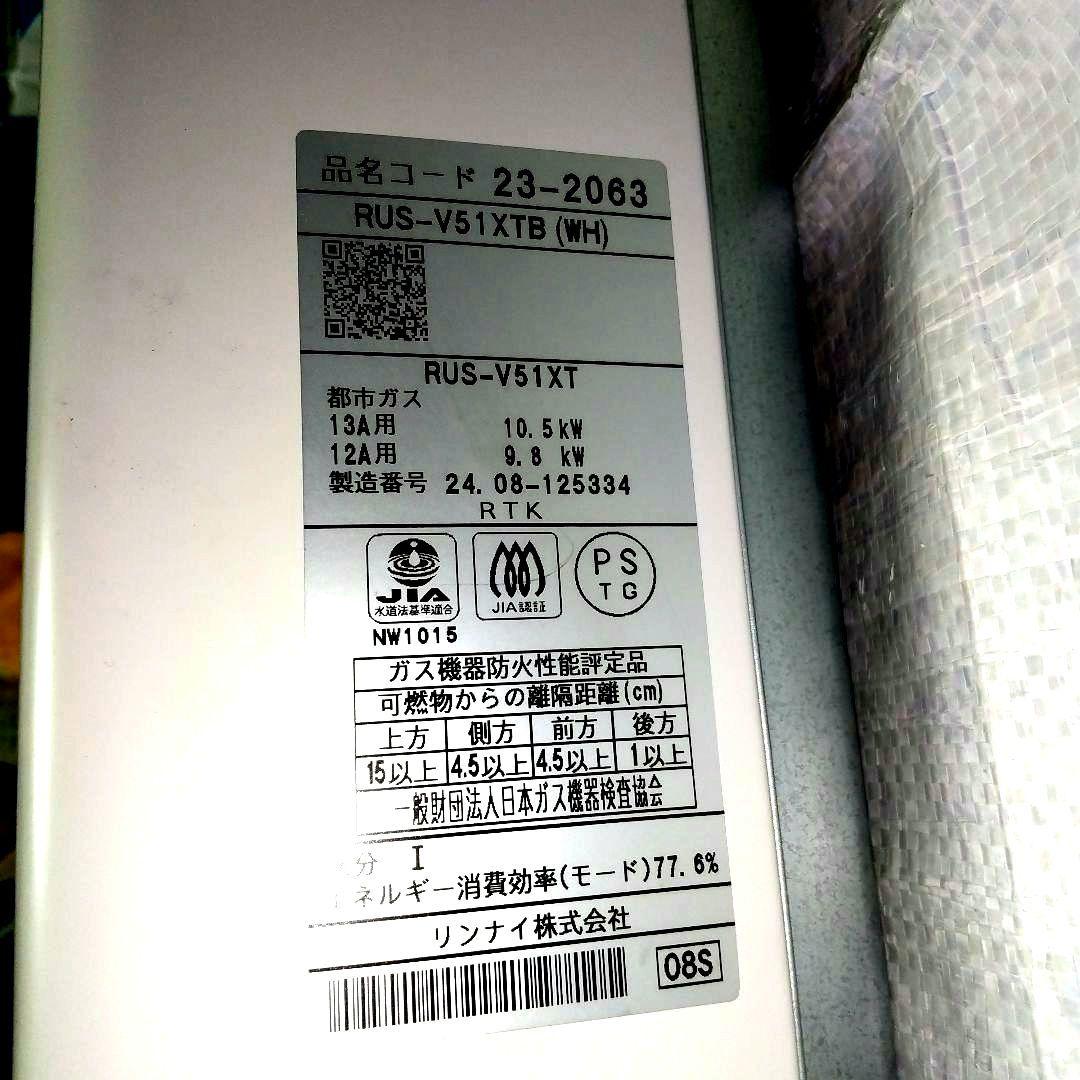 品名コード 23-2063
RUS-V51XTB(WH)
RUS-V51XT
都市ガス
13A用 10.5kW
12A用 9.8 kW
製造番号 24.08-125334
RTK
JIA
水道法基準適合
JIA認証
PS
TG
NW1015
ガス機器防火性能評定品
可燃物からの離隔距離(cm)
上方 側方 前方 後方
15以上 4.5以上 4.5以上 1以上
一般財団法人日本ガス機器検査協会
分 I
ネルギー消費効率(モード)77.6%
リンナイ株式会社
08S